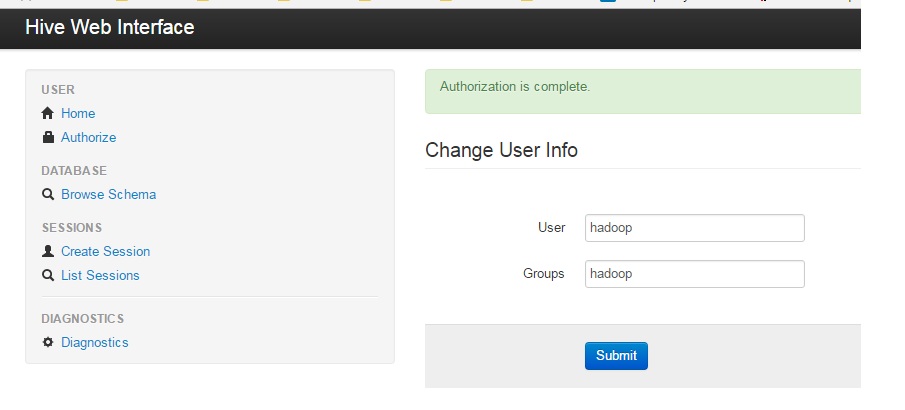 Hive Web Interface
USER
Home
Authorize
DATABASE
Browse Schema
SESSIONS
Create Session
List Sessions
DIAGNOSTICS
Diagnostics
Authorization is complete.
Change User Info
User hadoop
Groups hadoop
Submit